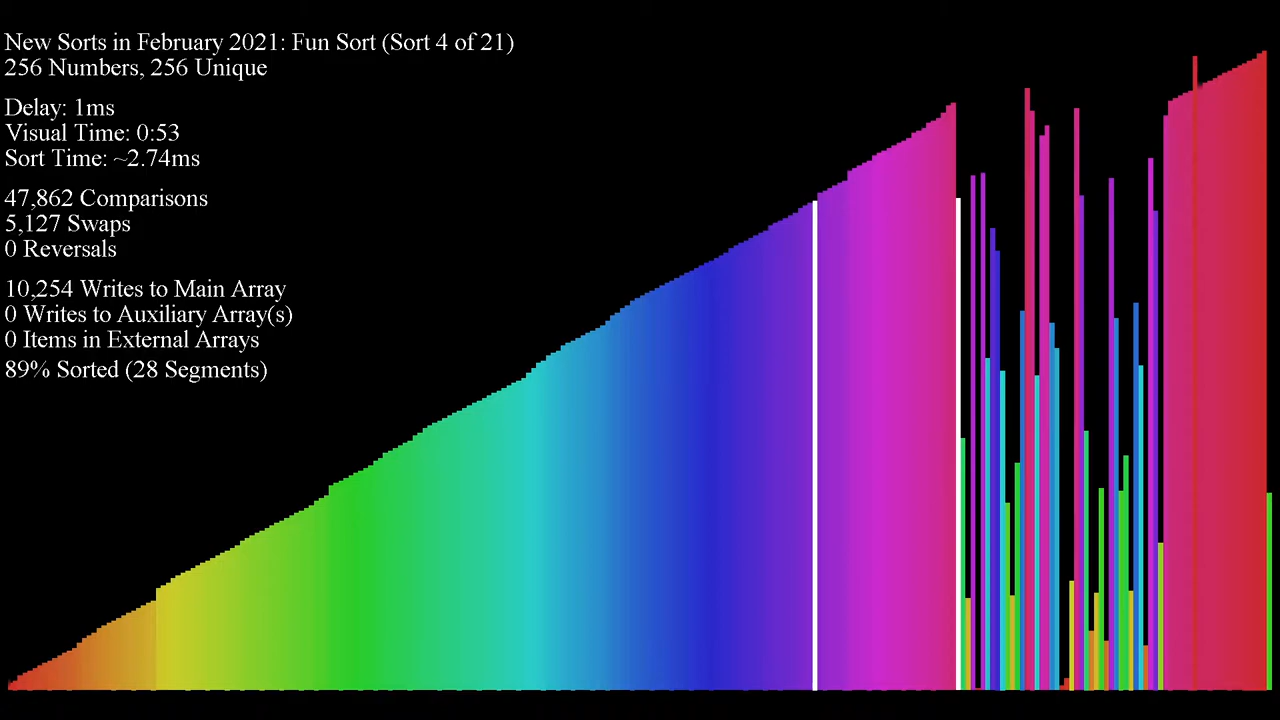 New Sorts in February 2021: Fun Sort (Sort 4 of 21)
256 Numbers, 256 Unique
Delay: 1ms
Visual Time: 0:53
Sort Time: ~2.74ms
47,862 Comparisons
5,127 Swaps
0 Reversals
10,254 Writes to Main Array
0 Writes to Auxiliary Array(s)
0 Items in External Arrays
89% Sorted (28 Segments)